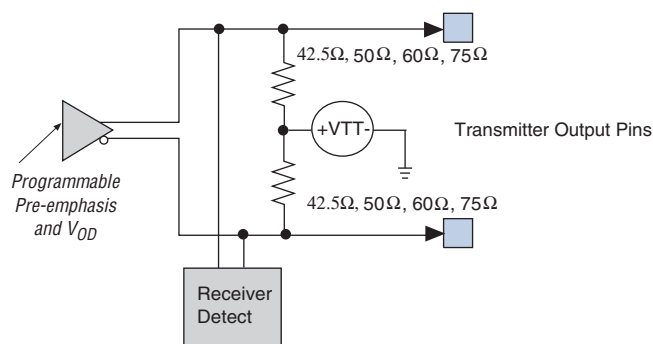 42.5Ω, 50Ω, 60Ω, 75Ω
+VTT-
Transmitter Output Pins
Programmable
Pre-emphasis
and VOD
42.5Ω, 50Ω, 60Ω, 75Ω
Receiver
Detect